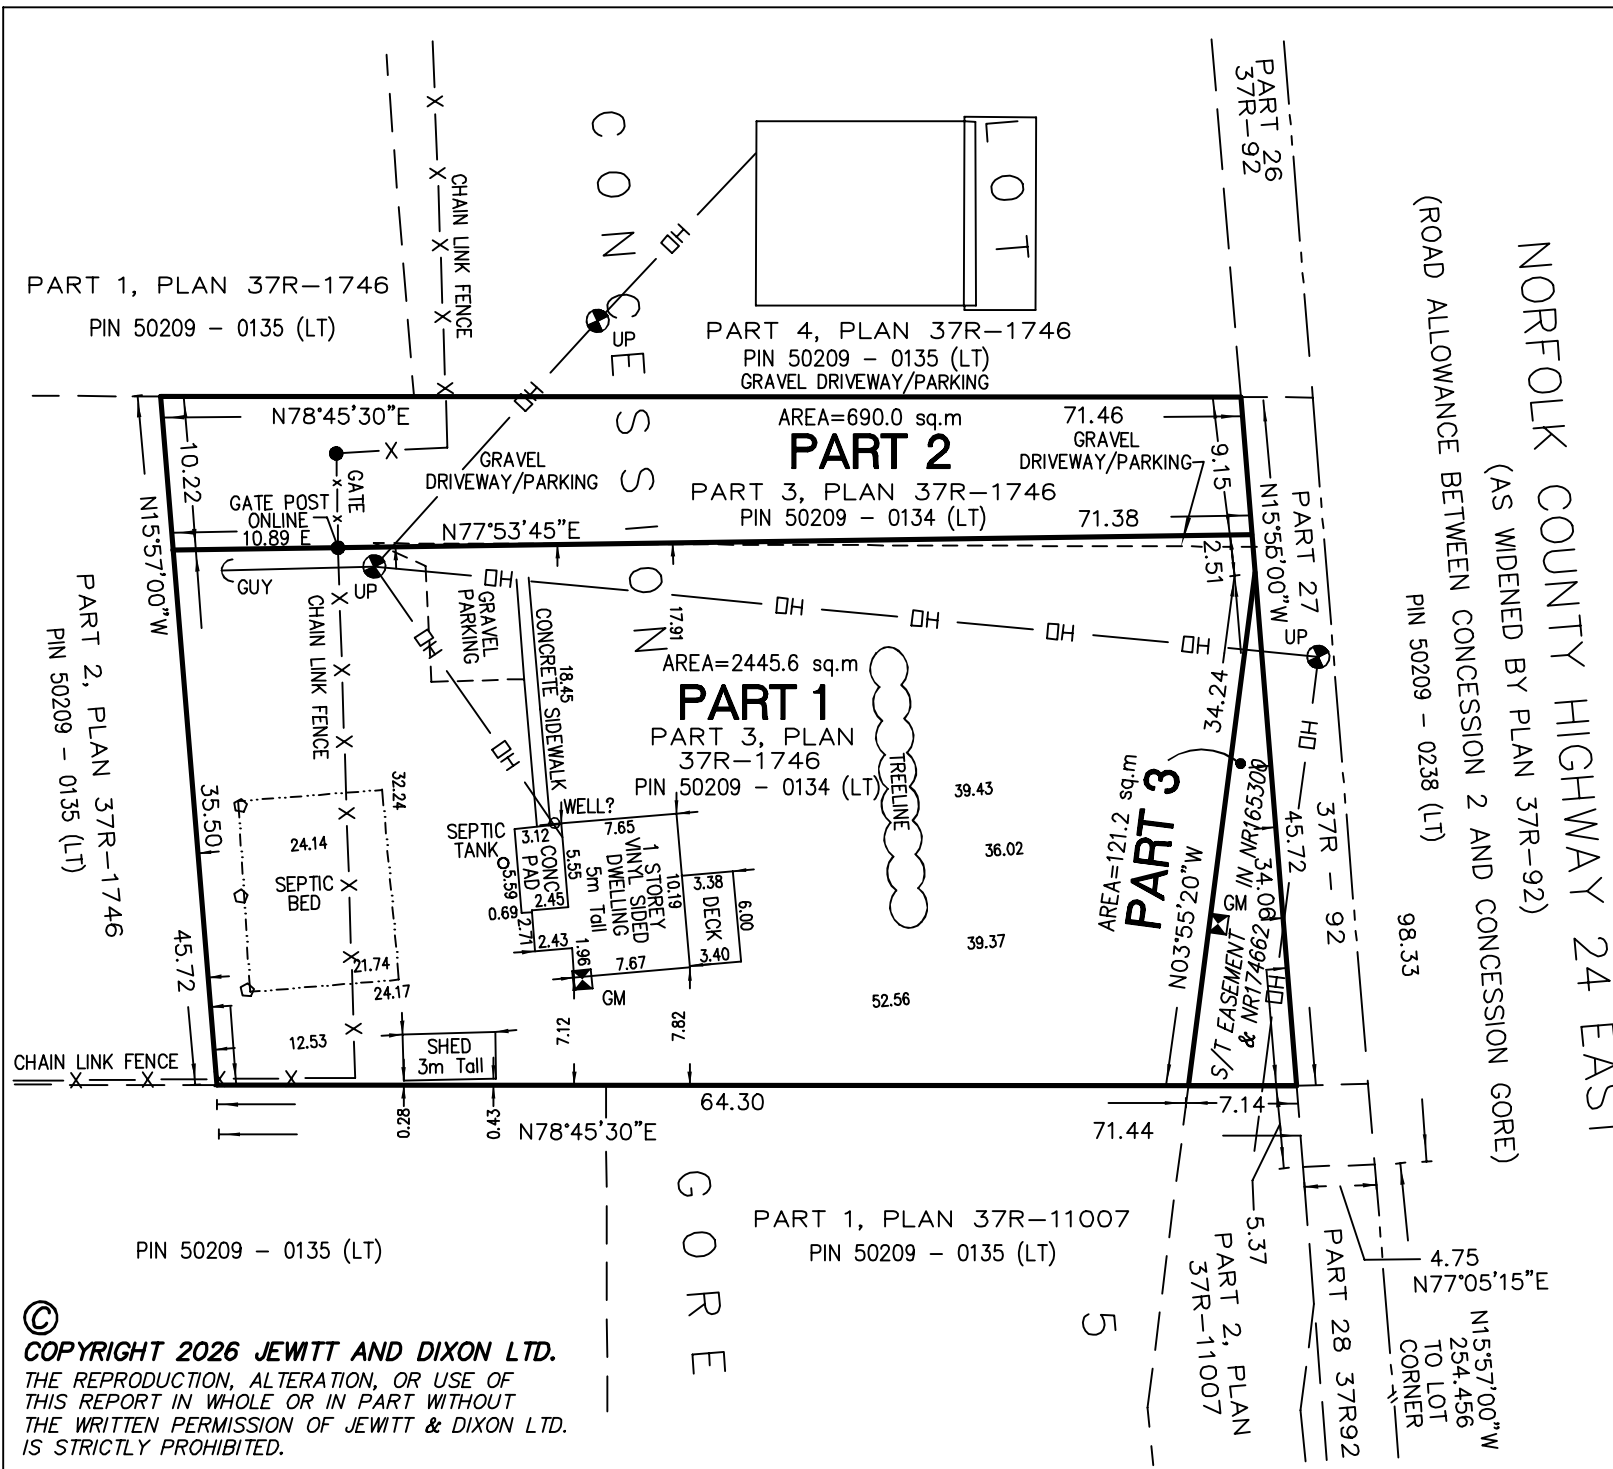 PART 26
37R-92
NORFOLK COUNTY HIGHWAY 24 EAST
(AS WIDENED BY PLAN 37R-92)
(ROAD ALLOWANCE BETWEEN CONCESSION 2 AND CONCESSION GORE)
PIN 50209 - 0238 (LT)
98.33
CONCESSION
GORE
LOT
5
CHAIN LINK FENCE
PART 1, PLAN 37R-1746
PIN 50209 - 0135 (LT)
UP
PART 4, PLAN 37R-1746
PIN 50209 - 0135 (LT)
GRAVEL DRIVEWAY/PARKING
N78°45'30"E
AREA=690.0 sq.m
71.46
PART 2
PART 3, PLAN 37R-1746
PIN 50209 - 0134 (LT)
GRAVEL
DRIVEWAY/PARKING
GRAVEL
DRIVEWAY/PARKING
71.38
10.22
9.15
N15°57'00"W
N15°56'00"W
GATE
GATE POST
ONLINE
10.89 E
N77°53'45"E
2.51
PART 27
37R - 92
GUY
UP
UP
OH
OH
OH
OH
OH
OH
OH
OH
OH
OH
OH
GRAVEL
PARKING
CONCRETE SIDEWALK
18.45
17.91
CHAIN LINK FENCE
AREA=2445.6 sq.m
PART 1
PART 3, PLAN
37R-1746
PIN 50209 - 0134 (LT)
TREELINE
34.24
AREA=121.2 sq.m
PART 3
N03°55'20"W
S/T EASEMENT IN NR165300
& NR174662
34.06
45.72
GM
PART 2, PLAN 37R-1746
PIN 50209 - 0135 (LT)
35.50
45.72
32.24
24.14
SEPTIC
BED
21.74
24.17
12.53
SEPTIC
TANK
WELL?
3.12
CONC
PAD
5.59
5.55
0.69
2.45
2.71
2.43
1.96
7.65
1 STOREY
VINYL SIDED
DWELLING
5m Tall
10.19
7.67
3.38
DECK
6.00
3.40
GM
39.43
36.02
39.37
52.56
7.12
7.82
SHED
3m Tall
0.28
0.43
CHAIN LINK FENCE
64.30
7.14
N78°45'30"E
71.44
5.37
PART 1, PLAN 37R-11007
PIN 50209 - 0135 (LT)
PIN 50209 - 0135 (LT)
PART 2, PLAN
37R-11007
PART 28 37R92
4.75
N77°05'15"E
N15°57'00"W
254.456
TO LOT
CORNER
©
COPYRIGHT 2026 JEWITT AND DIXON LTD.
THE REPRODUCTION, ALTERATION, OR USE OF
THIS REPORT IN WHOLE OR IN PART WITHOUT
THE WRITTEN PERMISSION OF JEWITT & DIXON LTD.
IS STRICTLY PROHIBITED.